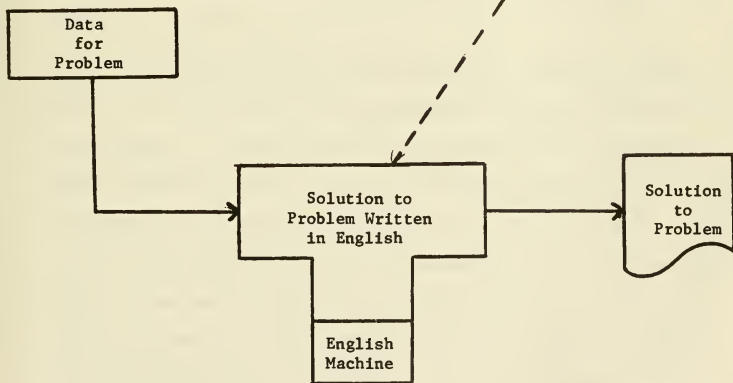 Data
for
Problem
Solution to
Problem Written
in English
Solution
to
Problem
English
Machine